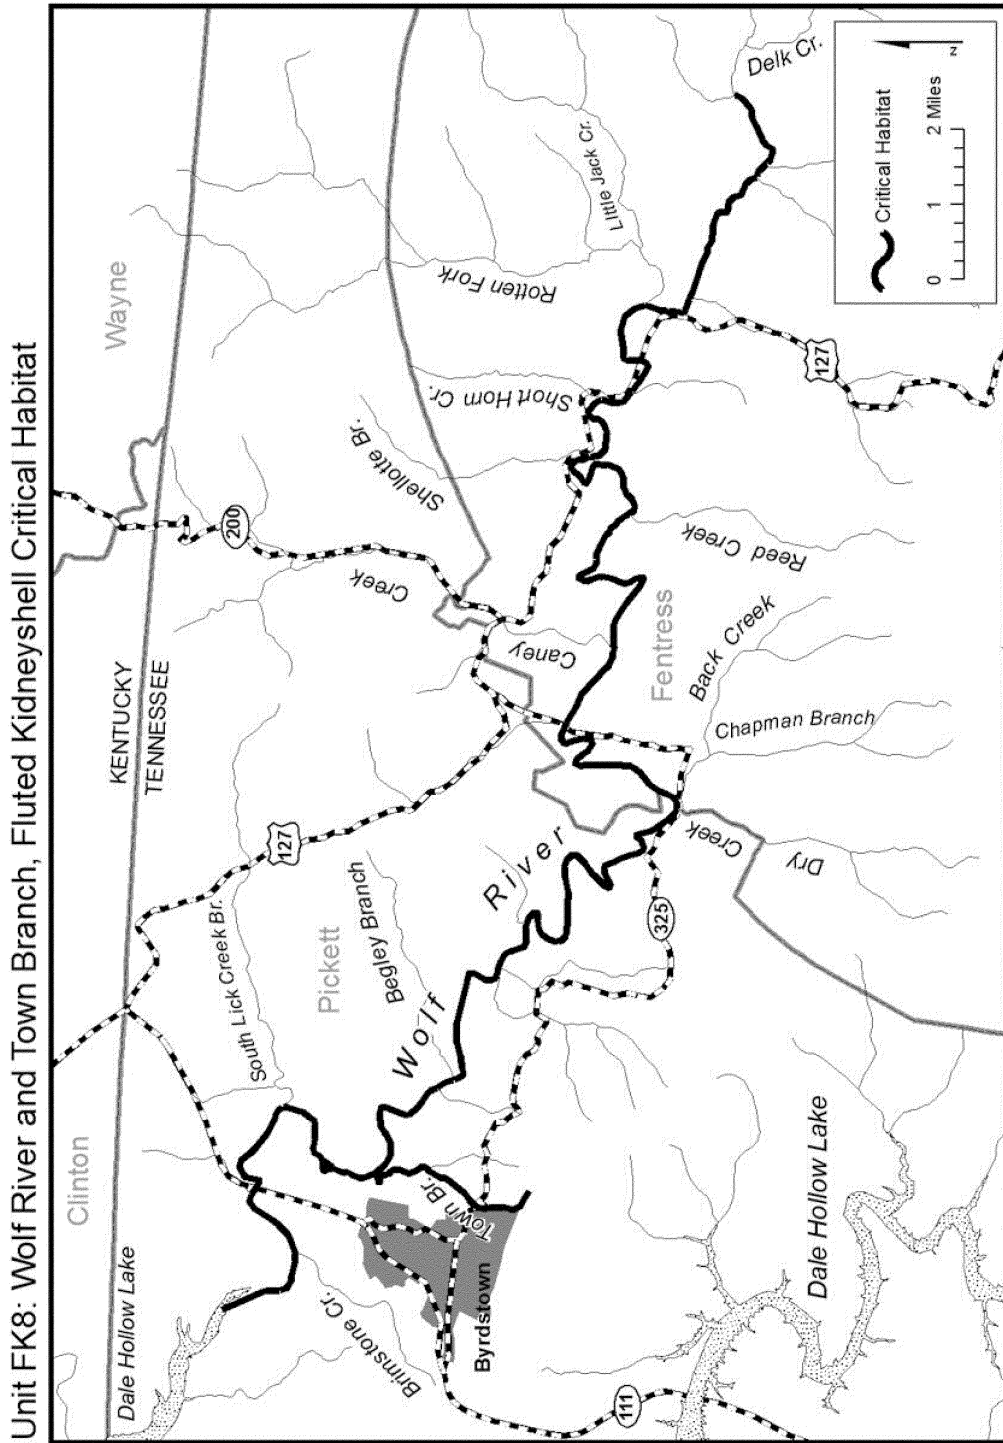 Unit FK8: Wolf River and Town Branch, Fluted Kidneyshell Critical Habitat
Clinton
Wayne
KENTUCKY
TENNESSEE
Dale Hollow Lake
South Lick Creek Br.
127
200
Creek
Shellotte Br.
Rotten Fork
Little Jack Cr.
Delk Cr.
Pickett
Begley Branch
Wolf River
Caney
Short Horn Cr.
Brimstone Cr.
Town Br.
Byrdstown
325
Fentress
Reed Creek
Back Creek
Chapman Branch
Dry
Creek
127
111
Dale Hollow Lake
Critical Habitat
0 1 2 Miles
N